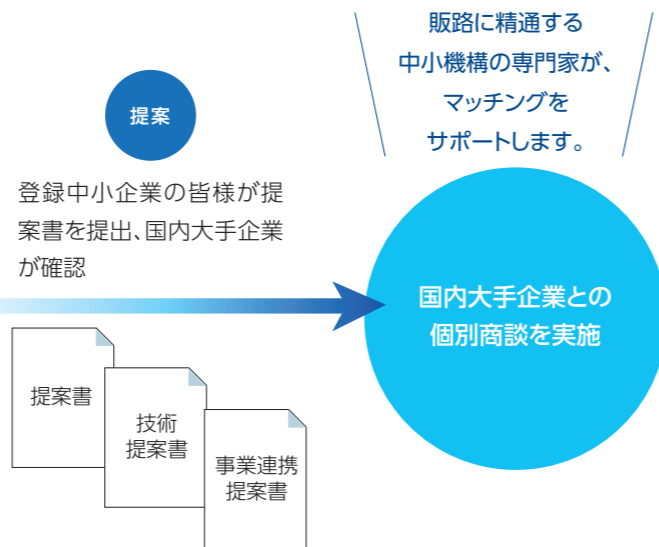 販路に精通する
中小機構の専門家が、
マッチングを
サポートします。
提案
登録中小企業の皆様が提
案書を提出、国内大手企業
が確認
国内大手企業との
個別商談を実施
提案書
技術
提案書
事業連携
提案書